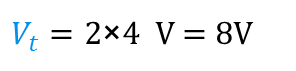 Vₜ = 2×4 V = 8V